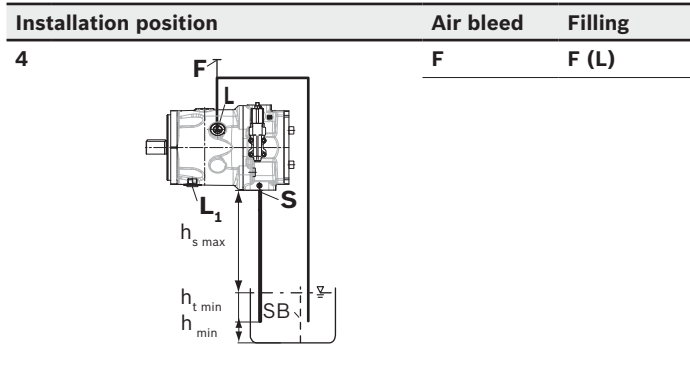 Installation position Air bleed Filling
4 F F (L)
F
L
L1
S
hs max
ht min
SB
hmin